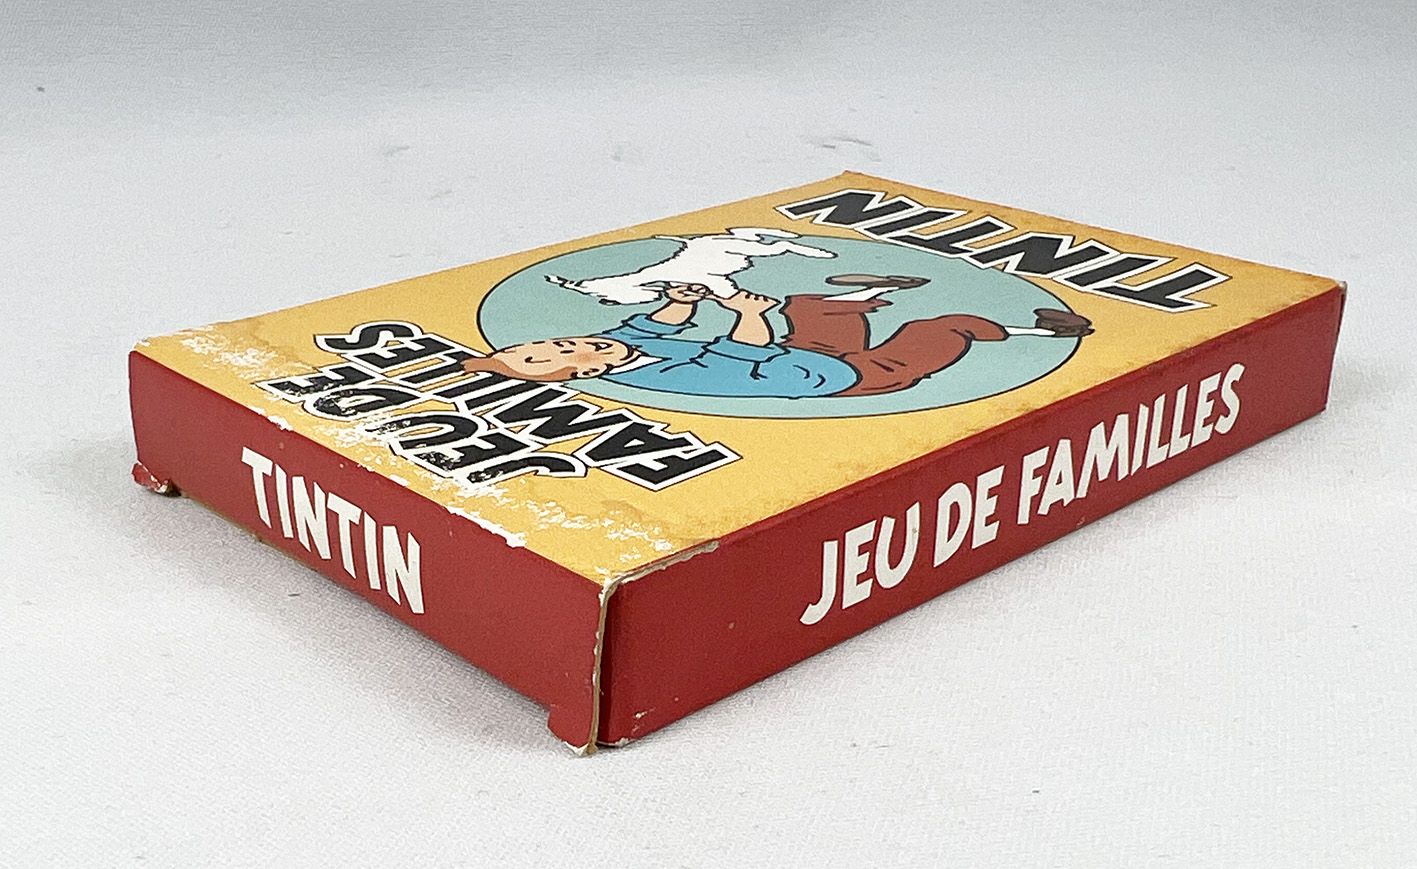 TINTIN
JEU DE
FAMILLES
TINTIN
JEU DE FAMILLES